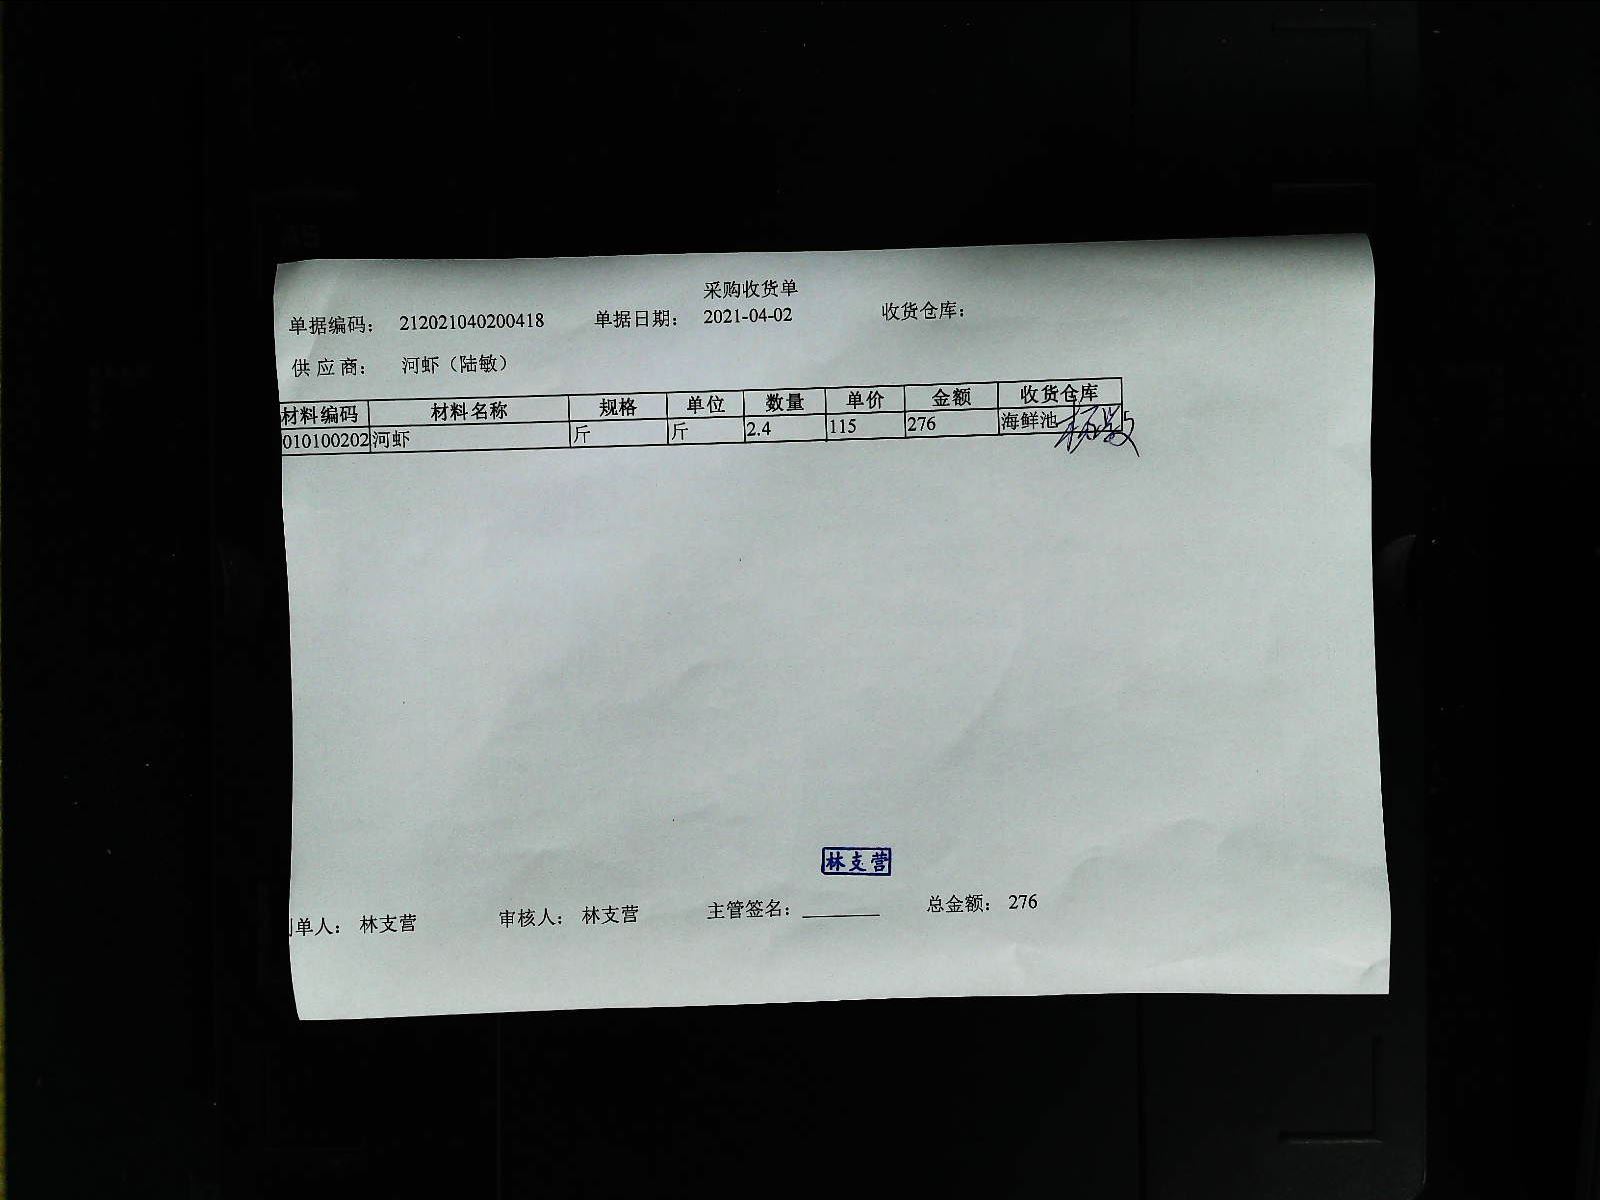 采购收货单
单据编码： 212021040200418 单据日期： 2021-04-02 收货仓库：
供应商： 河虾（陆敏）
材料编码 材料名称 规格 单位 数量 单价 金额 收货仓库
010100202 河虾 斤 斤 2.4 115 276 海鲜池
林支营
单人： 林支营 审核人： 林支营 主管签名：________ 总金额： 276